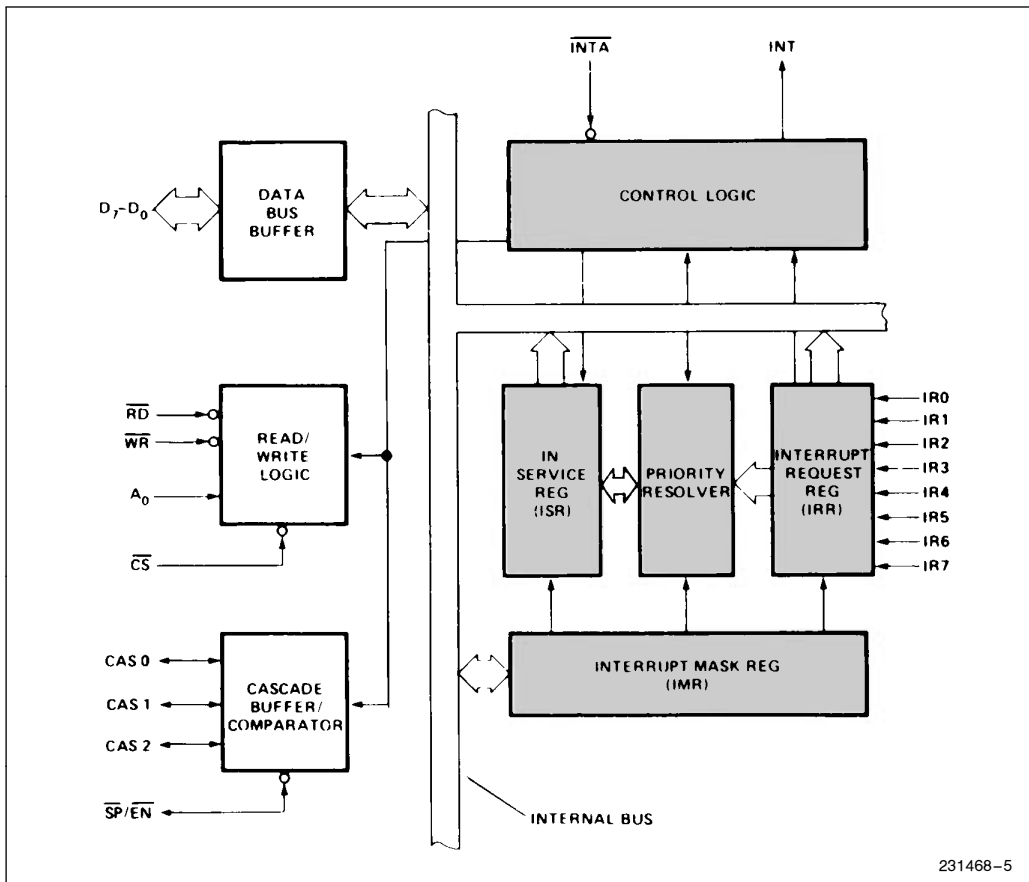 INTA
INT
CONTROL LOGIC
D7-D0
DATA
BUS
BUFFER
RD
WR
A0
CS
READ/
WRITE
LOGIC
IN
SERVICE
REG
(ISR)
PRIORITY
RESOLVER
INTERRUPT
REQUEST
REG
(IRR)
IR0
IR1
IR2
IR3
IR4
IR5
IR6
IR7
INTERRUPT MASK REG
(IMR)
CAS 0
CAS 1
CAS 2
CASCADE
BUFFER/
COMPARATOR
SP/EN
INTERNAL BUS
231468-5